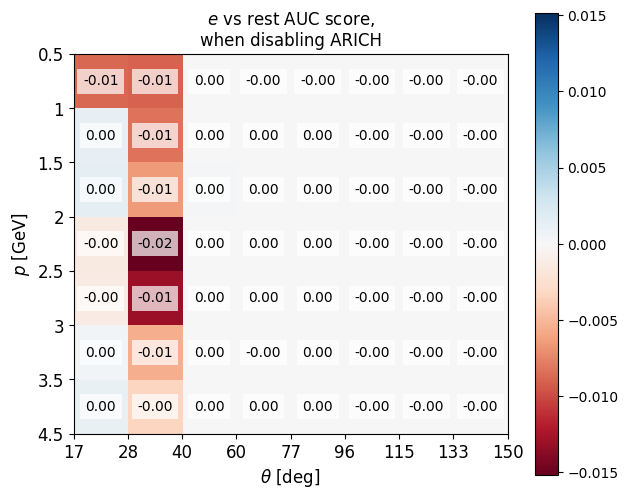 e vs rest AUC score,
when disabling ARICH
0.5
-0.01 -0.01 0.00 -0.00 -0.00 -0.00 -0.00 -0.00
1
0.00 -0.01 0.00 0.00 0.00 -0.00 -0.00 -0.00
1.5
0.00 -0.01 0.00 0.00 0.00 -0.00 -0.00 -0.00
2
-0.00 -0.02 0.00 0.00 0.00 -0.00 -0.00 -0.00
2.5
-0.00 -0.01 0.00 0.00 0.00 -0.00 -0.00 -0.00
3
0.00 -0.01 0.00 -0.00 0.00 -0.00 -0.00 -0.00
3.5
0.00 -0.00 0.00 0.00 0.00 -0.00 -0.00 -0.00
4.5
p [GeV]
17 28 40 60 77 96 115 133 150
θ [deg]
0.015
0.010
0.005
0.000
−0.005
−0.010
−0.015